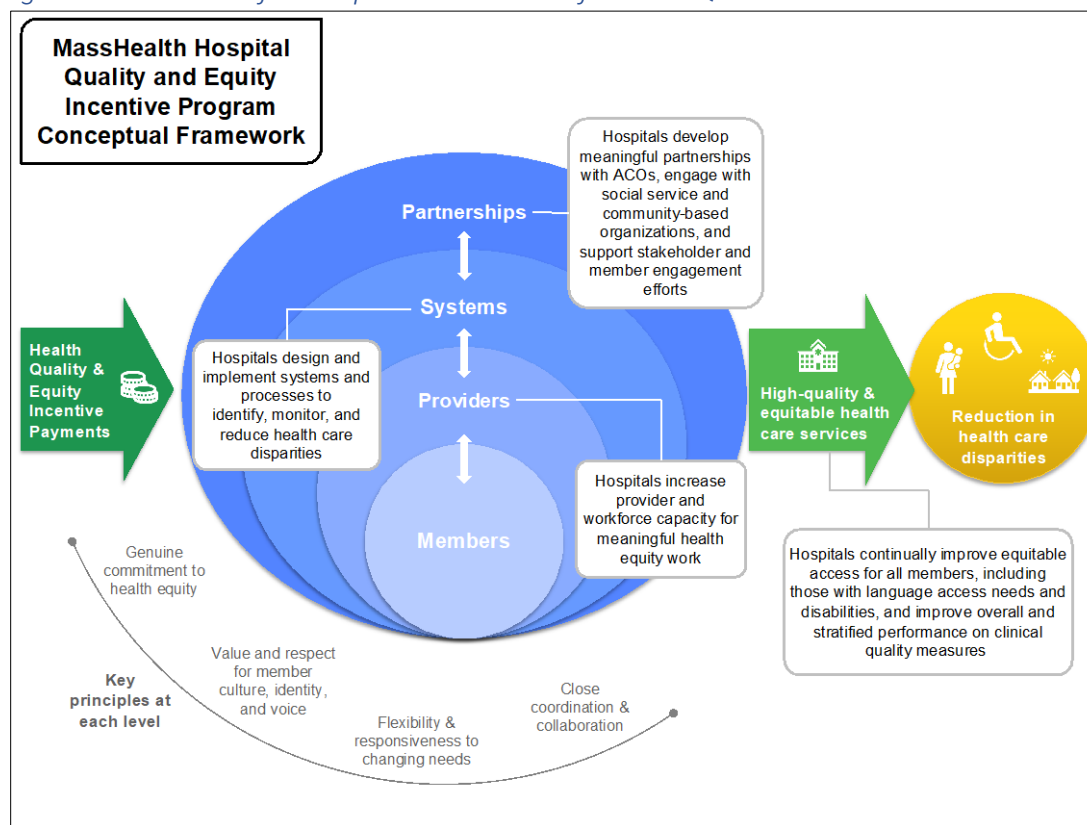 MassHealth Hospital
Quality and Equity
Incentive Program
Conceptual Framework
Hospitals develop
meaningful partnerships
with ACOs, engage with
social service and
community-based
organizations, and
support stakeholder and
member engagement
efforts
Partnerships
Systems
Providers
Members
Health
Quality &
Equity
Incentive
Payments
Hospitals design and
implement systems and
processes to
identify, monitor, and
reduce health care
disparities
Hospitals increase
provider and
workforce capacity for
meaningful health
equity work
High-quality &
equitable health
care services
Reduction in
health care
disparities
Hospitals continually improve equitable
access for all members, including
those with language access needs and
disabilities, and improve overall and
stratified performance on clinical
quality measures
Key
principles at
each level
Genuine
commitment to
health equity
Value and respect
for member
culture, identity,
and voice
Flexibility &
responsiveness to
changing needs
Close
coordination &
collaboration